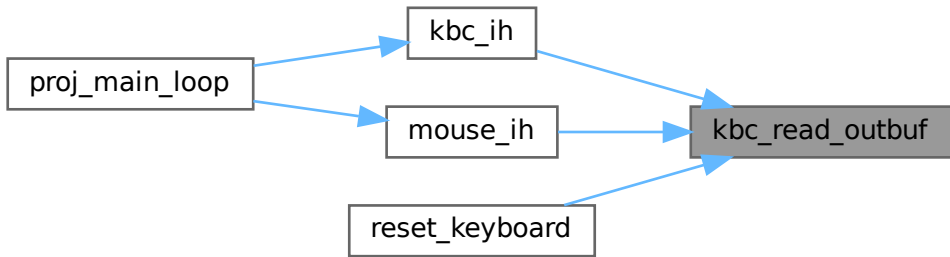 kbc_ih
proj_main_loop
mouse_ih
kbc_read_outbuf
reset_keyboard